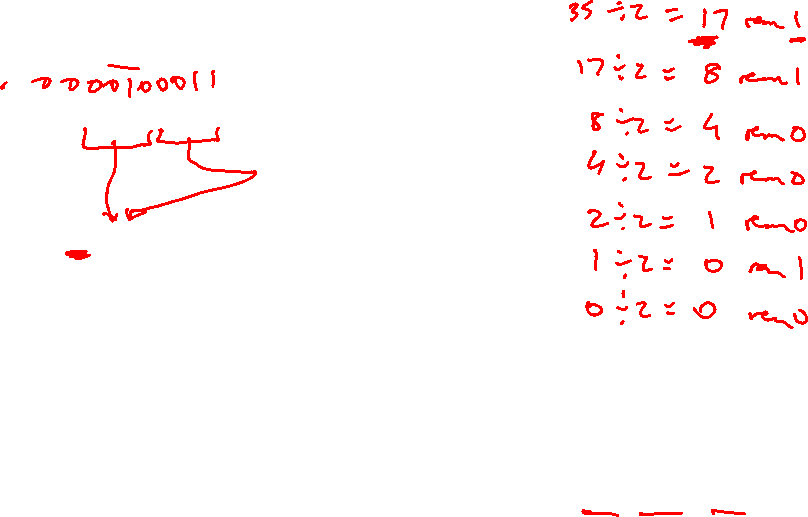 . 0000100011
35 ÷ 2 = 17 rem 1
17 ÷ 2 = 8 rem 1
8 ÷ 2 = 4 rem 0
4 ÷ 2 = 2 rem 0
2 ÷ 2 = 1 rem 0
1 ÷ 2 = 0 rem 1
0 ÷ 2 = 0 rem 0